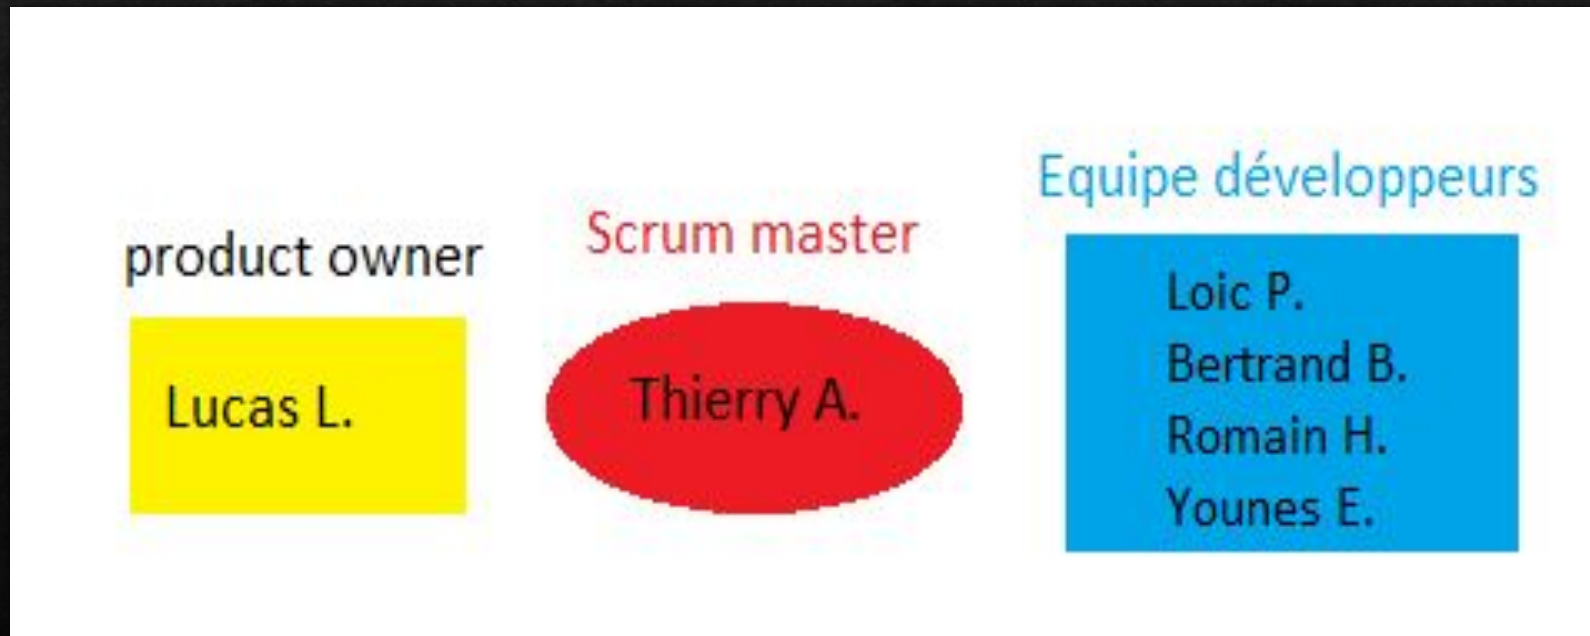 product owner
Lucas L.
Scrum master
Thierry A.
Equipe développeurs
Loic P.
Bertrand B.
Romain H.
Younes E.